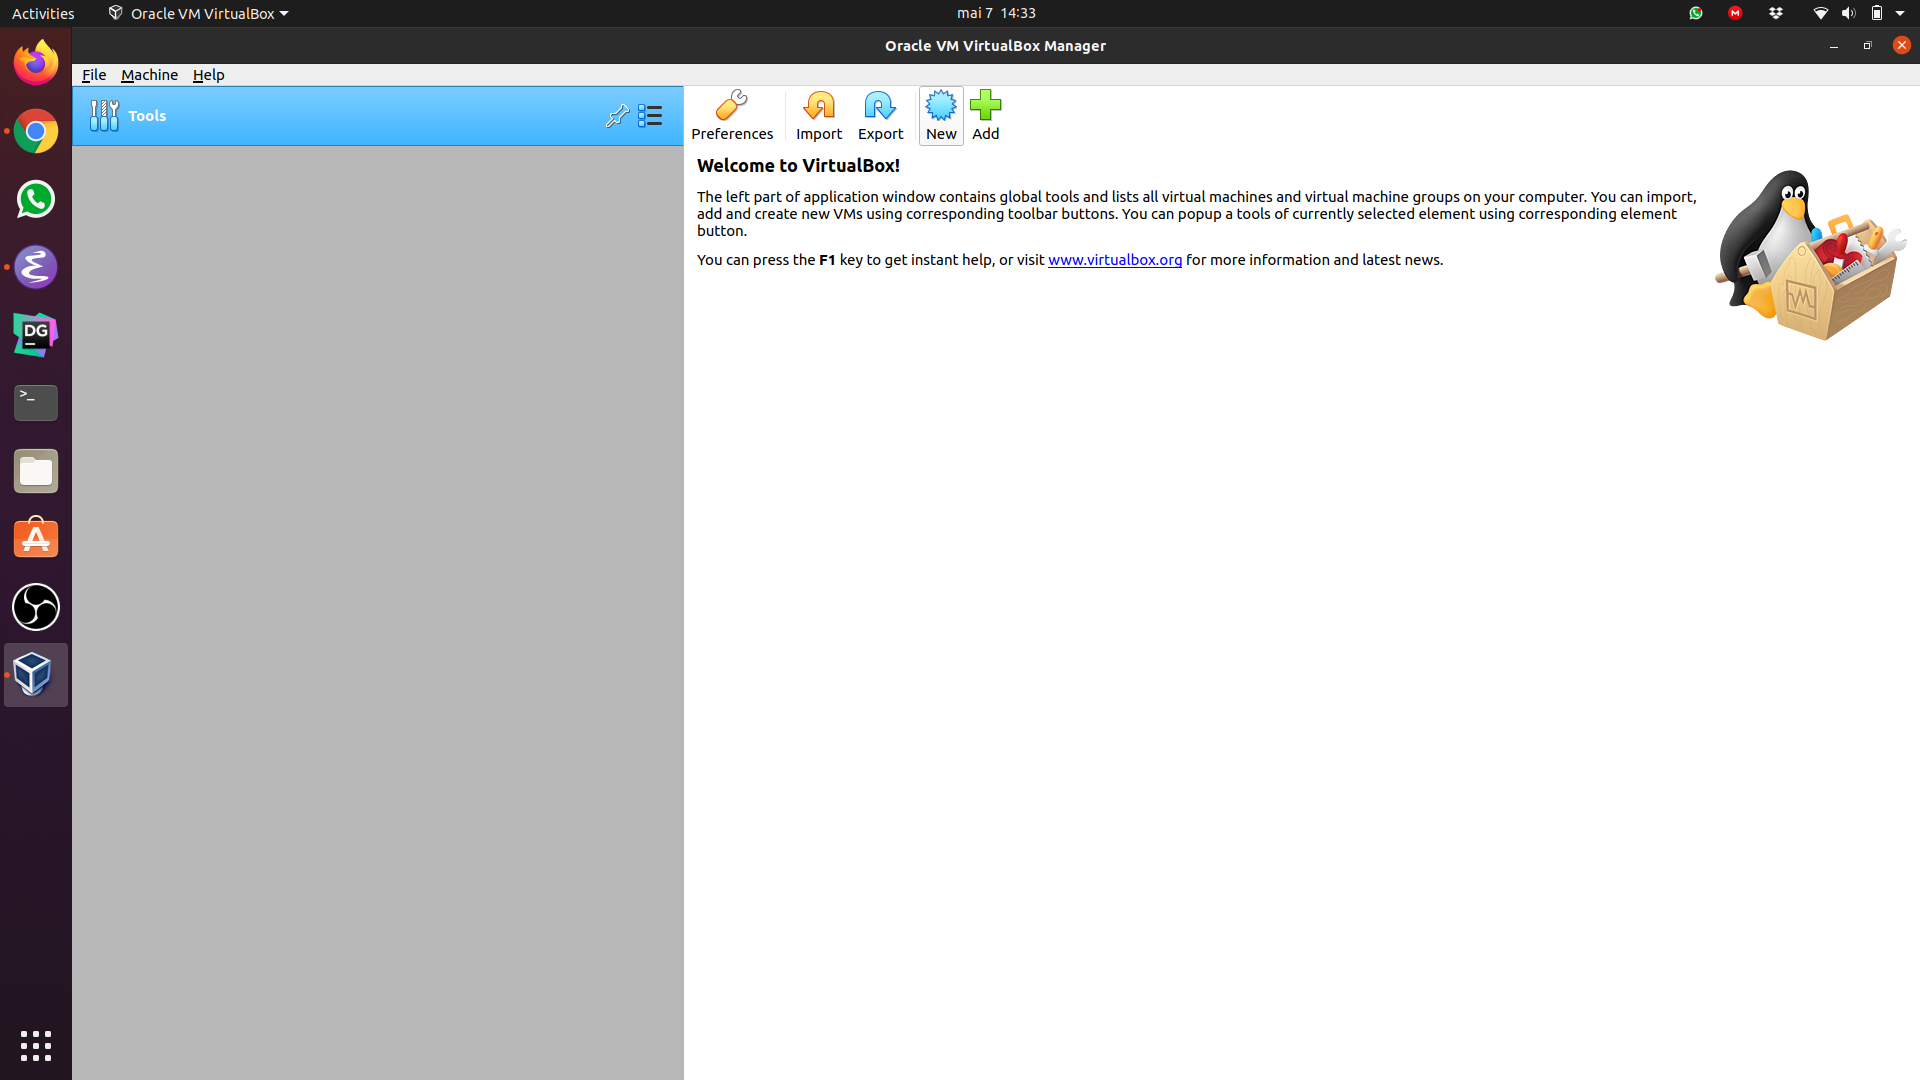 Activities
Oracle VM VirtualBox
mai 7 14:33
Oracle VM VirtualBox Manager
File Machine Help
Tools
Preferences Import Export New Add
Welcome to VirtualBox!
The left part of application window contains global tools and lists all virtual machines and virtual machine groups on your computer. You can import,
add and create new VMs using corresponding toolbar buttons. You can popup a tools of currently selected element using corresponding element
button.
You can press the F1 key to get instant help, or visit www.virtualbox.org for more information and latest news.
DG
>_
M